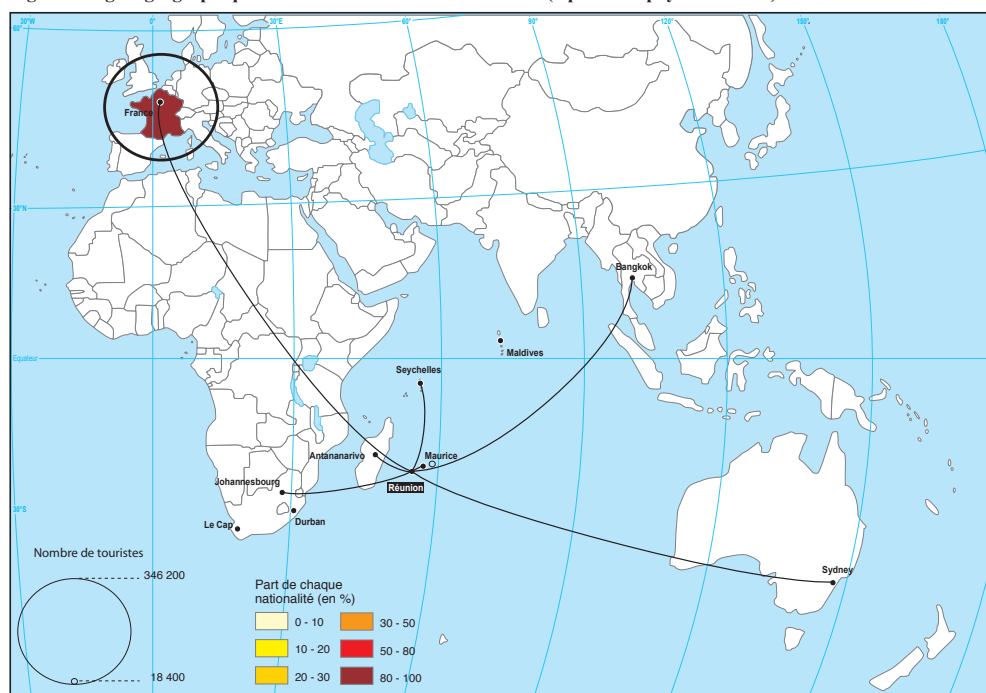 30°W
0°
30°E
60°
90°
120°
150°
180°
60°
France
30°N
Bangkok
Equateur
Maldives
Seychelles
Antananarivo
Maurice
Johannesbourg
Réunion
30°S
Le Cap
Durban
Sydney
Nombre de touristes
346 200
18 400
Part de chaque
nationalité (en %)
0 - 10
30 - 50
10 - 20
50 - 80
20 - 30
80 - 100